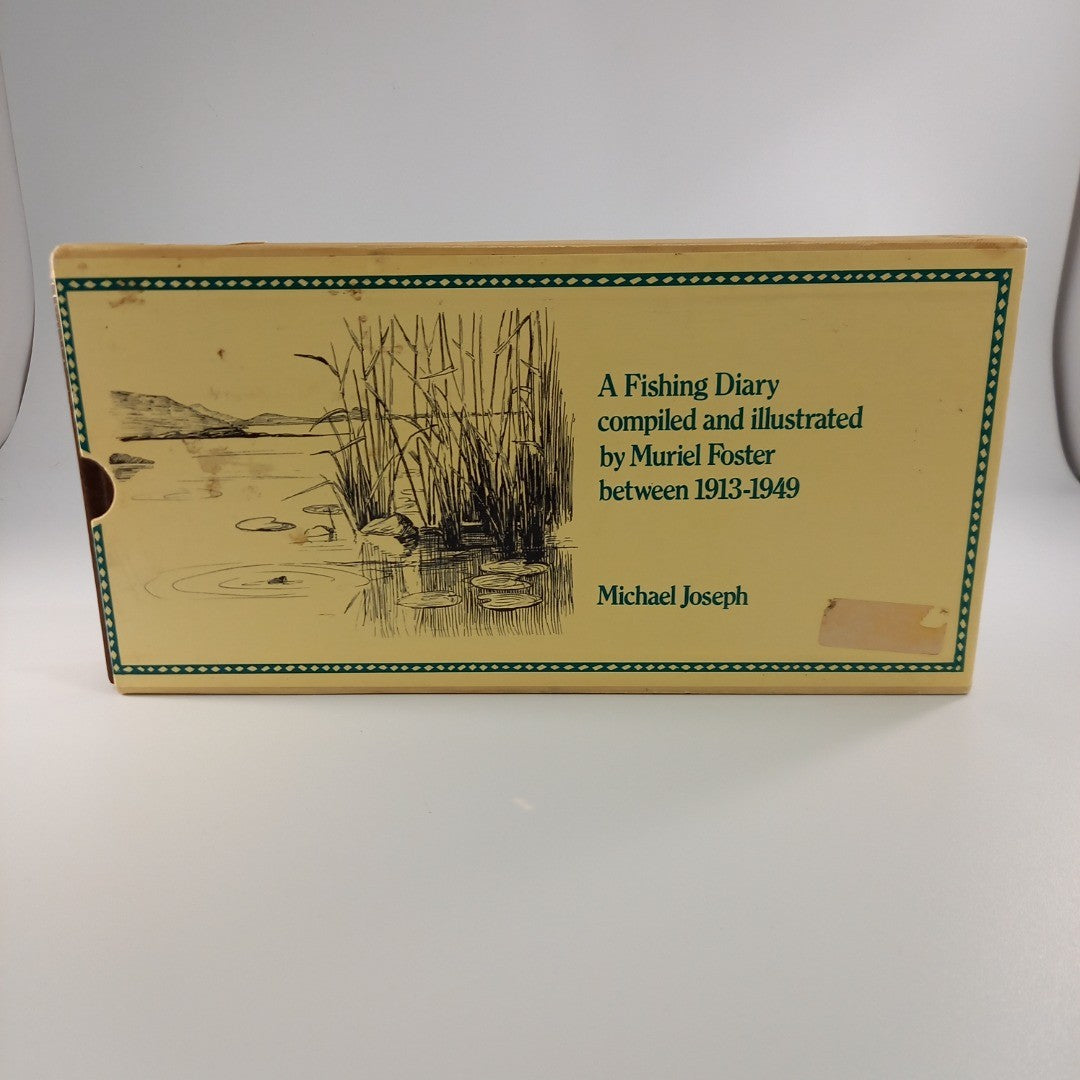 A Fishing Diary
compiled and illustrated
by Muriel Foster
between 1913-1949
Michael Joseph